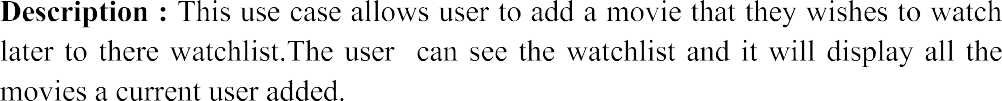 Description : This use case allows user to add a movie that they wishes to watch
later to there watchlist.The user  can see the watchlist and it will display all the
movies a current user added.